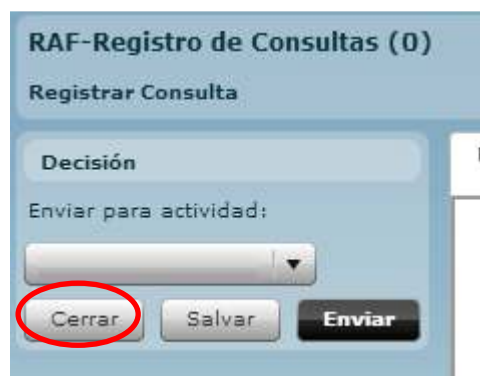 RAF-Registro de Consultas (0)
Registrar Consulta
Decisión
Enviar para actividad:
Cerrar Salvar Enviar